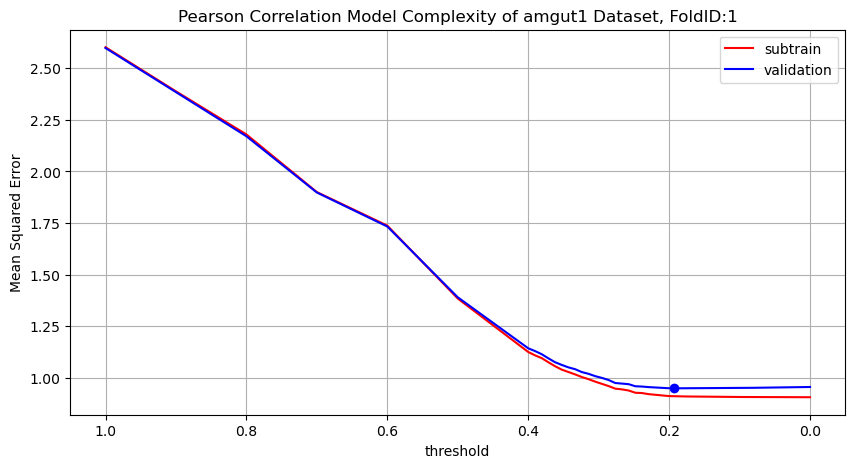 Pearson Correlation Model Complexity of amgut1 Dataset, FoldID:1
subtrain
validation
Mean Squared Error
2.50
2.25
2.00
1.75
1.50
1.25
1.00
1.0 0.8 0.6 0.4 0.2 0.0
threshold